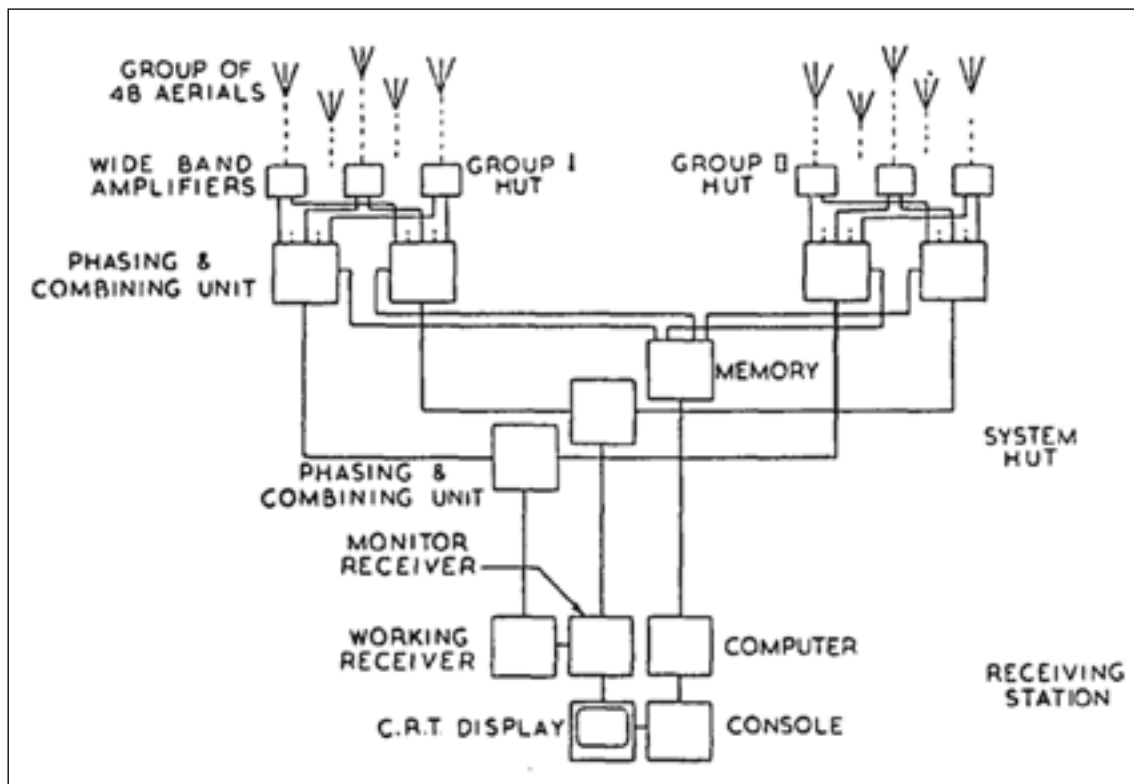 GROUP OF
48 AERIALS
WIDE BAND
AMPLIFIERS
GROUP I
HUT
GROUP II
HUT
PHASING &
COMBINING UNIT
MEMORY
SYSTEM
HUT
PHASING &
COMBINING UNIT
MONITOR
RECEIVER
WORKING
RECEIVER
COMPUTER
RECEIVING
STATION
C.R.T. DISPLAY
CONSOLE